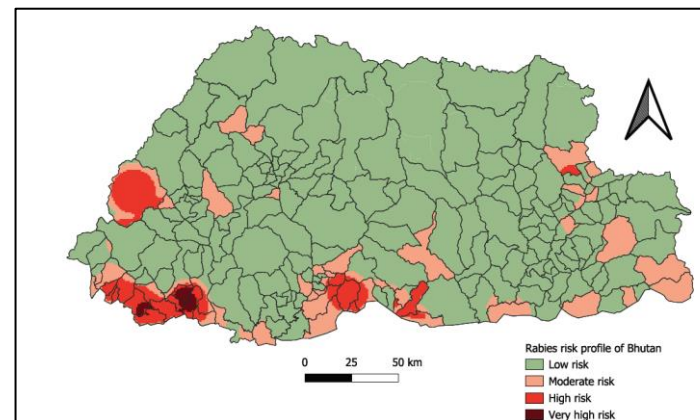 Rabies risk profile of Bhutan
Low risk
Moderate risk
High risk
Very high risk
0 25 50 km